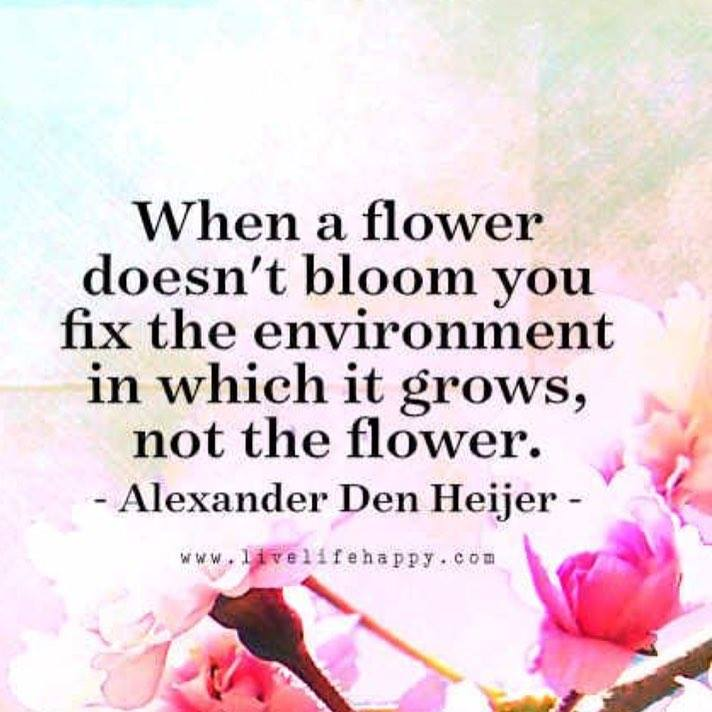 When a flower
doesn't bloom you
fix the environment
in which it grows,
not the flower.
- Alexander Den Heijer -
www.livelifehappy.com